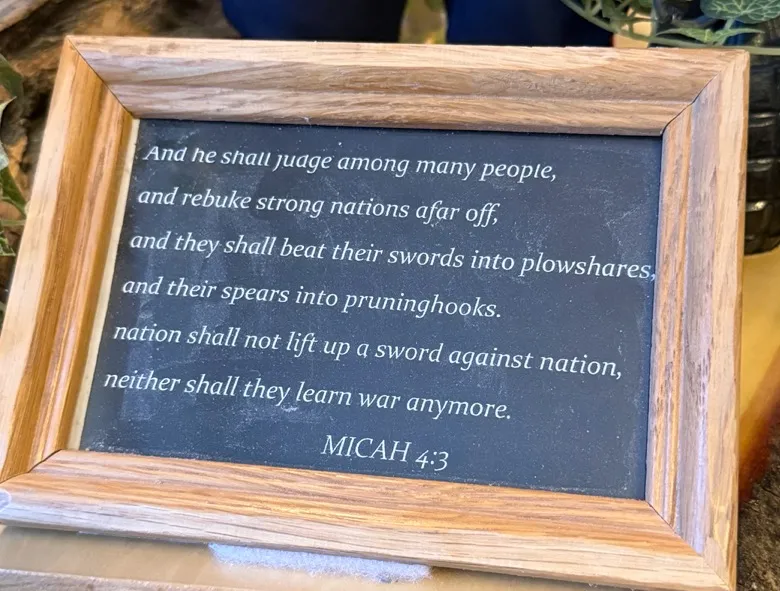 And he shall judge among many people,
and rebuke strong nations afar off,
and they shall beat their swords into plowshares,
and their spears into pruninghooks.
nation shall not lift up a sword against nation,
neither shall they learn war anymore.
MICAH 4:3